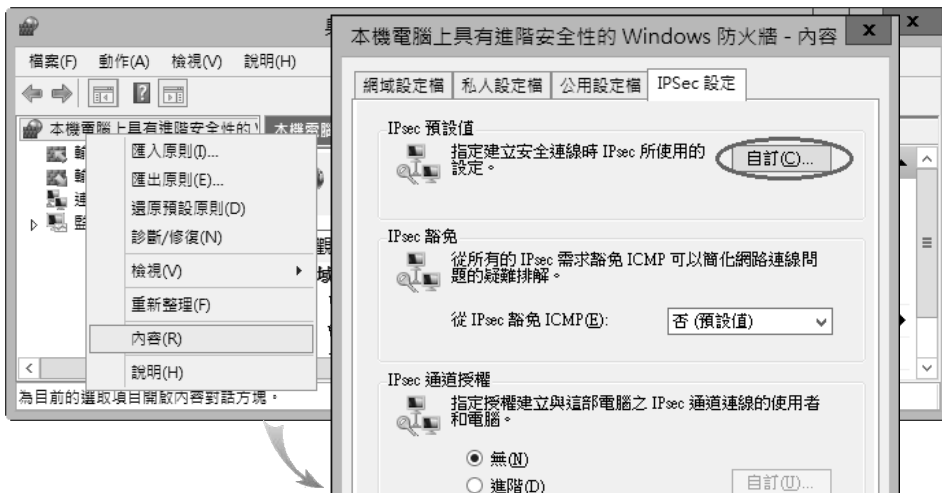 檔案(F) 動作(A) 檢視(V) 說明(H)
本機電腦上具有進階安全性的
匯入原則(I)...
匯出原則(E)...
還原預設原則(D)
診斷/修復(N)
檢視(V)
重新整理(F)
內容(R)
說明(H)
為目前的選取項目開啟內容對話方塊。
本機電腦上具有進階安全性的 Windows 防火牆 - 內容
網域設定檔 私人設定檔 公用設定檔 IPSec 設定
IPsec 預設值
指定建立安全連線時 IPsec 所使用的
設定。
自訂(C)...
IPsec 豁免
從所有的 IPsec 需求豁免 ICMP 可以簡化網路連線問
題的疑難排解。
從 IPsec 豁免 ICMP(E): 否 (預設值)
IPsec 通道授權
指定授權建立與這部電腦之 IPsec 通道連線的使用者
和電腦。
無(N)
進階(D) 自訂(U)...